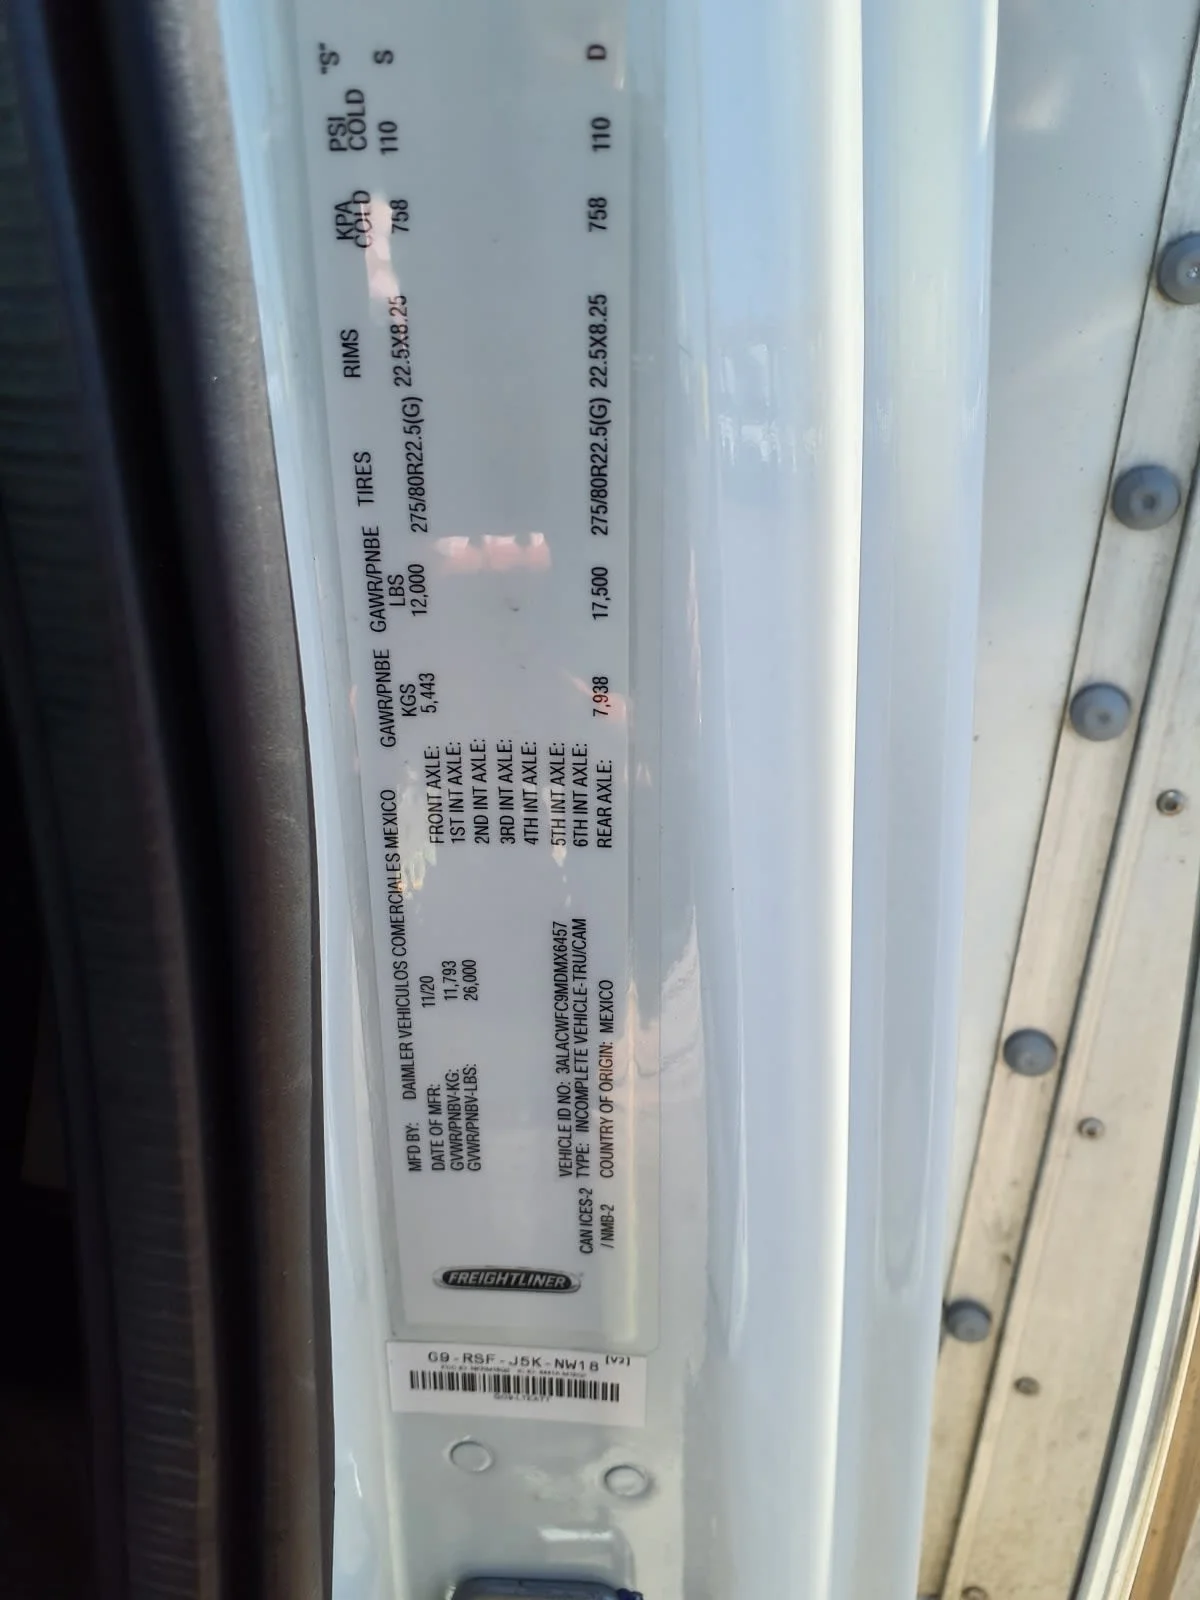 GAWR/PNBE GAWR/PNBE TIRES RIMS KPA PSI "S"
KGS LBS COLD COLD
MFD BY: DAIMLER VEHICULOS COMERCIALES MEXICO
DATE OF MFR: 11/20
GVWR/PNBV-KG: 11,793
GVWR/PNBV-LBS: 26,000
FRONT AXLE: 5,443 12,000 275/80R22.5(G) 22.5X8.25 758 110 S
1ST INT AXLE:
2ND INT AXLE:
3RD INT AXLE:
4TH INT AXLE:
5TH INT AXLE:
6TH INT AXLE:
REAR AXLE: 7,938 17,500 275/80R22.5(G) 22.5X8.25 758 110 D
VEHICLE ID NO: 3ALACWFC9MDMX6457
TYPE: INCOMPLETE VEHICLE-TRU/CAM
COUNTRY OF ORIGIN: MEXICO
CAN ICES-2
/ NMB-2
FREIGHTLINER
G9-RSF-J5K-NW18 [V2]